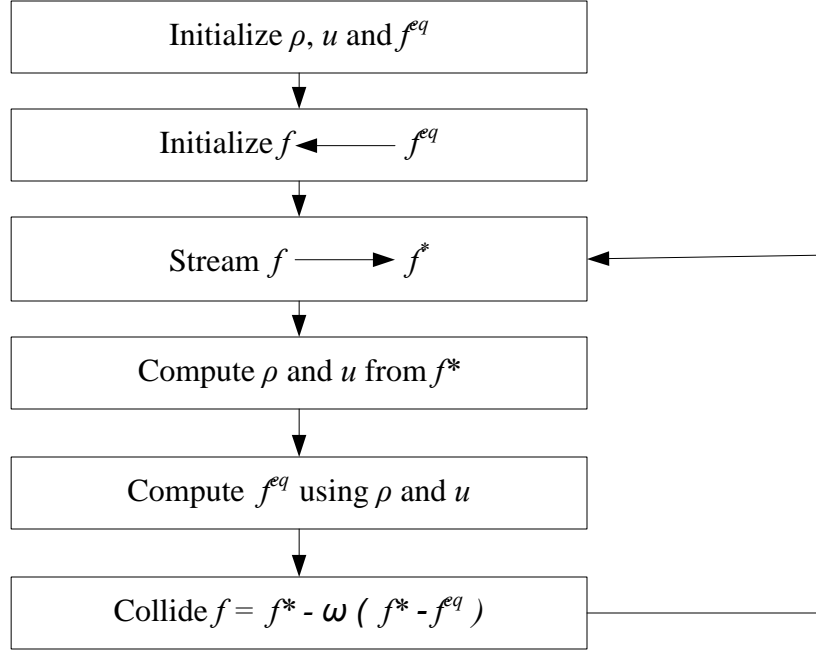 Initialize ρ, u and f^eq
Initialize f ← f^eq
Stream f → f^*
Compute ρ and u from f*
Compute f^eq using ρ and u
Collide f = f* - ω ( f* - f^eq )